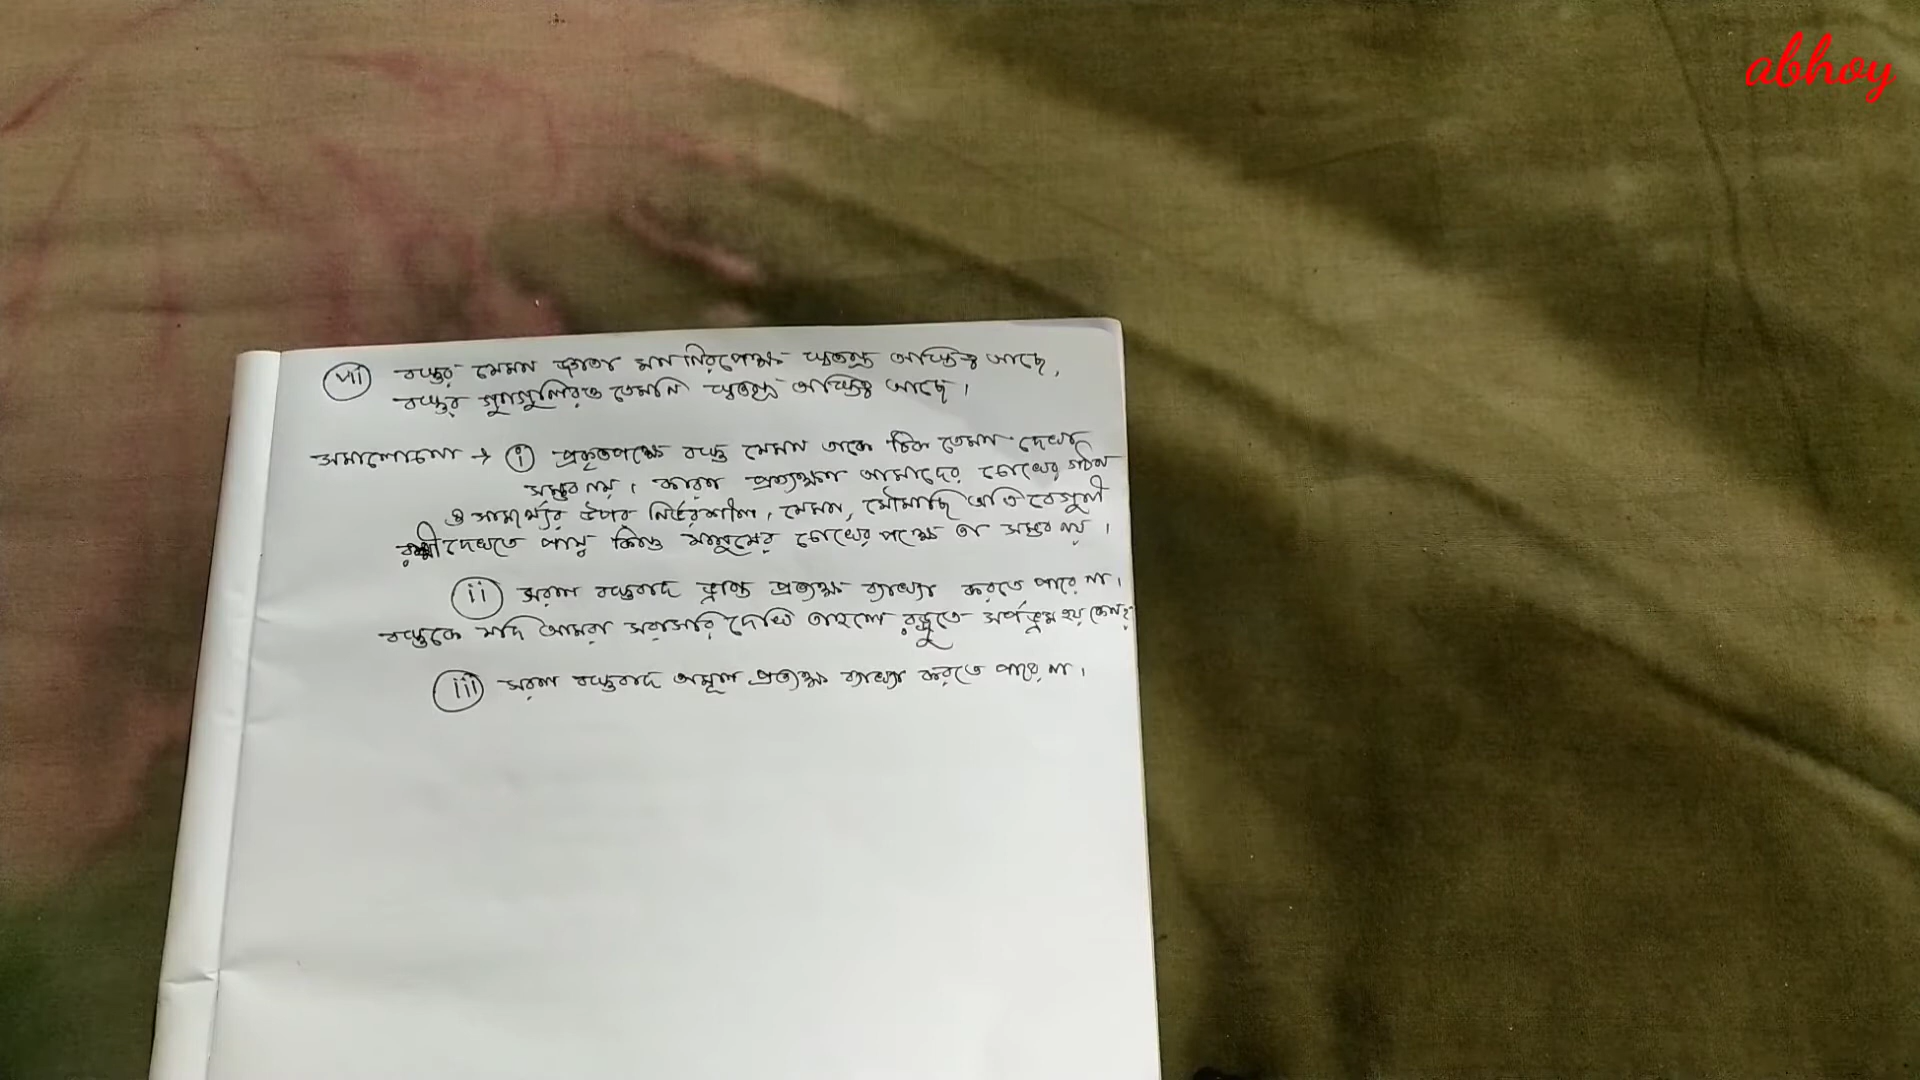 abhoy
vii বস্তুর যেমন জ্ঞাতা মন নিরপেক্ষ স্বতন্ত্র অস্তিত্ব আছে,
বস্তুর গুণগুলিরও তেমনি স্বতন্ত্র অস্তিত্ব আছে।
সমালোচনা → i প্রকৃতপক্ষে বস্তু যেমন তাকে ঠিক তেমন দেখা
সম্ভব নয়। কারণ প্রত্যক্ষণ আমাদের চোখের গঠন
ও সামর্থ্যের উপর নির্ভরশীল। যেমন, মৌমাছি অতি বেগুনী
রশ্মী দেখতে পায় কিন্তু মানুষের চোখের পক্ষে তা সম্ভব নয়।
ii সরল বস্তুবাদ ভ্রান্ত প্রত্যক্ষ ব্যাখ্যা করতে পারে না।
বস্তুকে যদি আমরা সরাসরি দেখি তাহলে রজ্জুতে সর্পভ্রম হয় কেন?
iii সরল বস্তুবাদ অমূল প্রত্যক্ষ ব্যাখ্যা করতে পারে না।